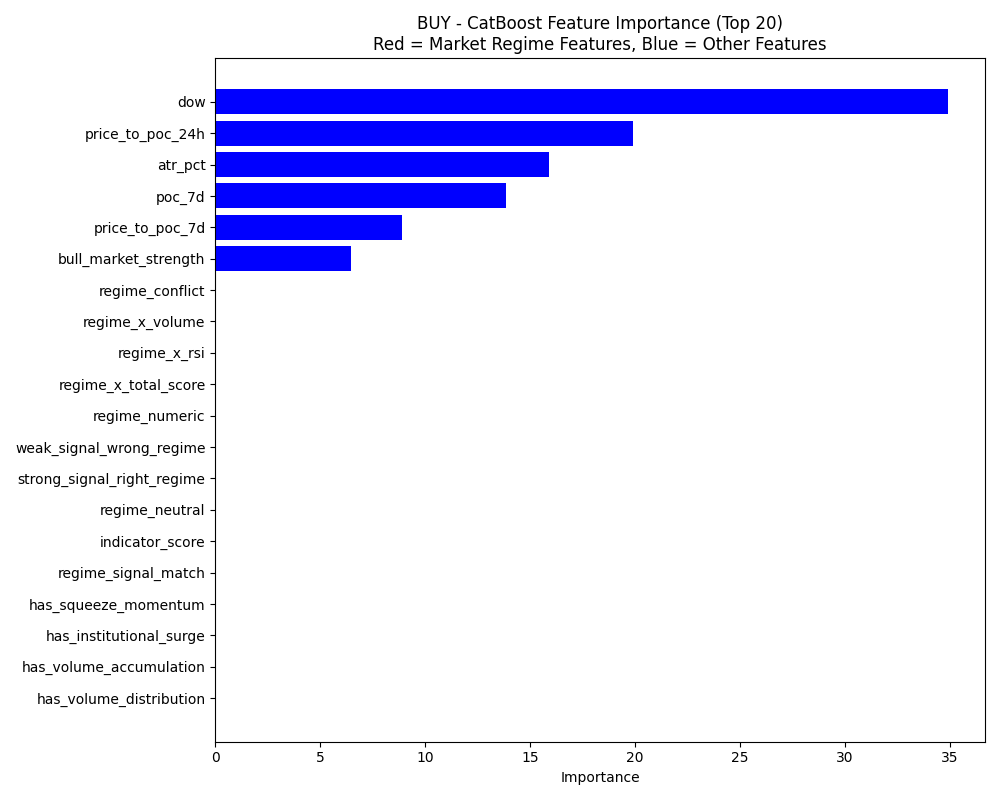 BUY - CatBoost Feature Importance (Top 20)
Red = Market Regime Features, Blue = Other Features
dow
price_to_poc_24h
atr_pct
poc_7d
price_to_poc_7d
bull_market_strength
regime_conflict
regime_x_volume
regime_x_rsi
regime_x_total_score
regime_numeric
weak_signal_wrong_regime
strong_signal_right_regime
regime_neutral
indicator_score
regime_signal_match
has_squeeze_momentum
has_institutional_surge
has_volume_accumulation
has_volume_distribution
0 5 10 15 20 25 30 35
Importance